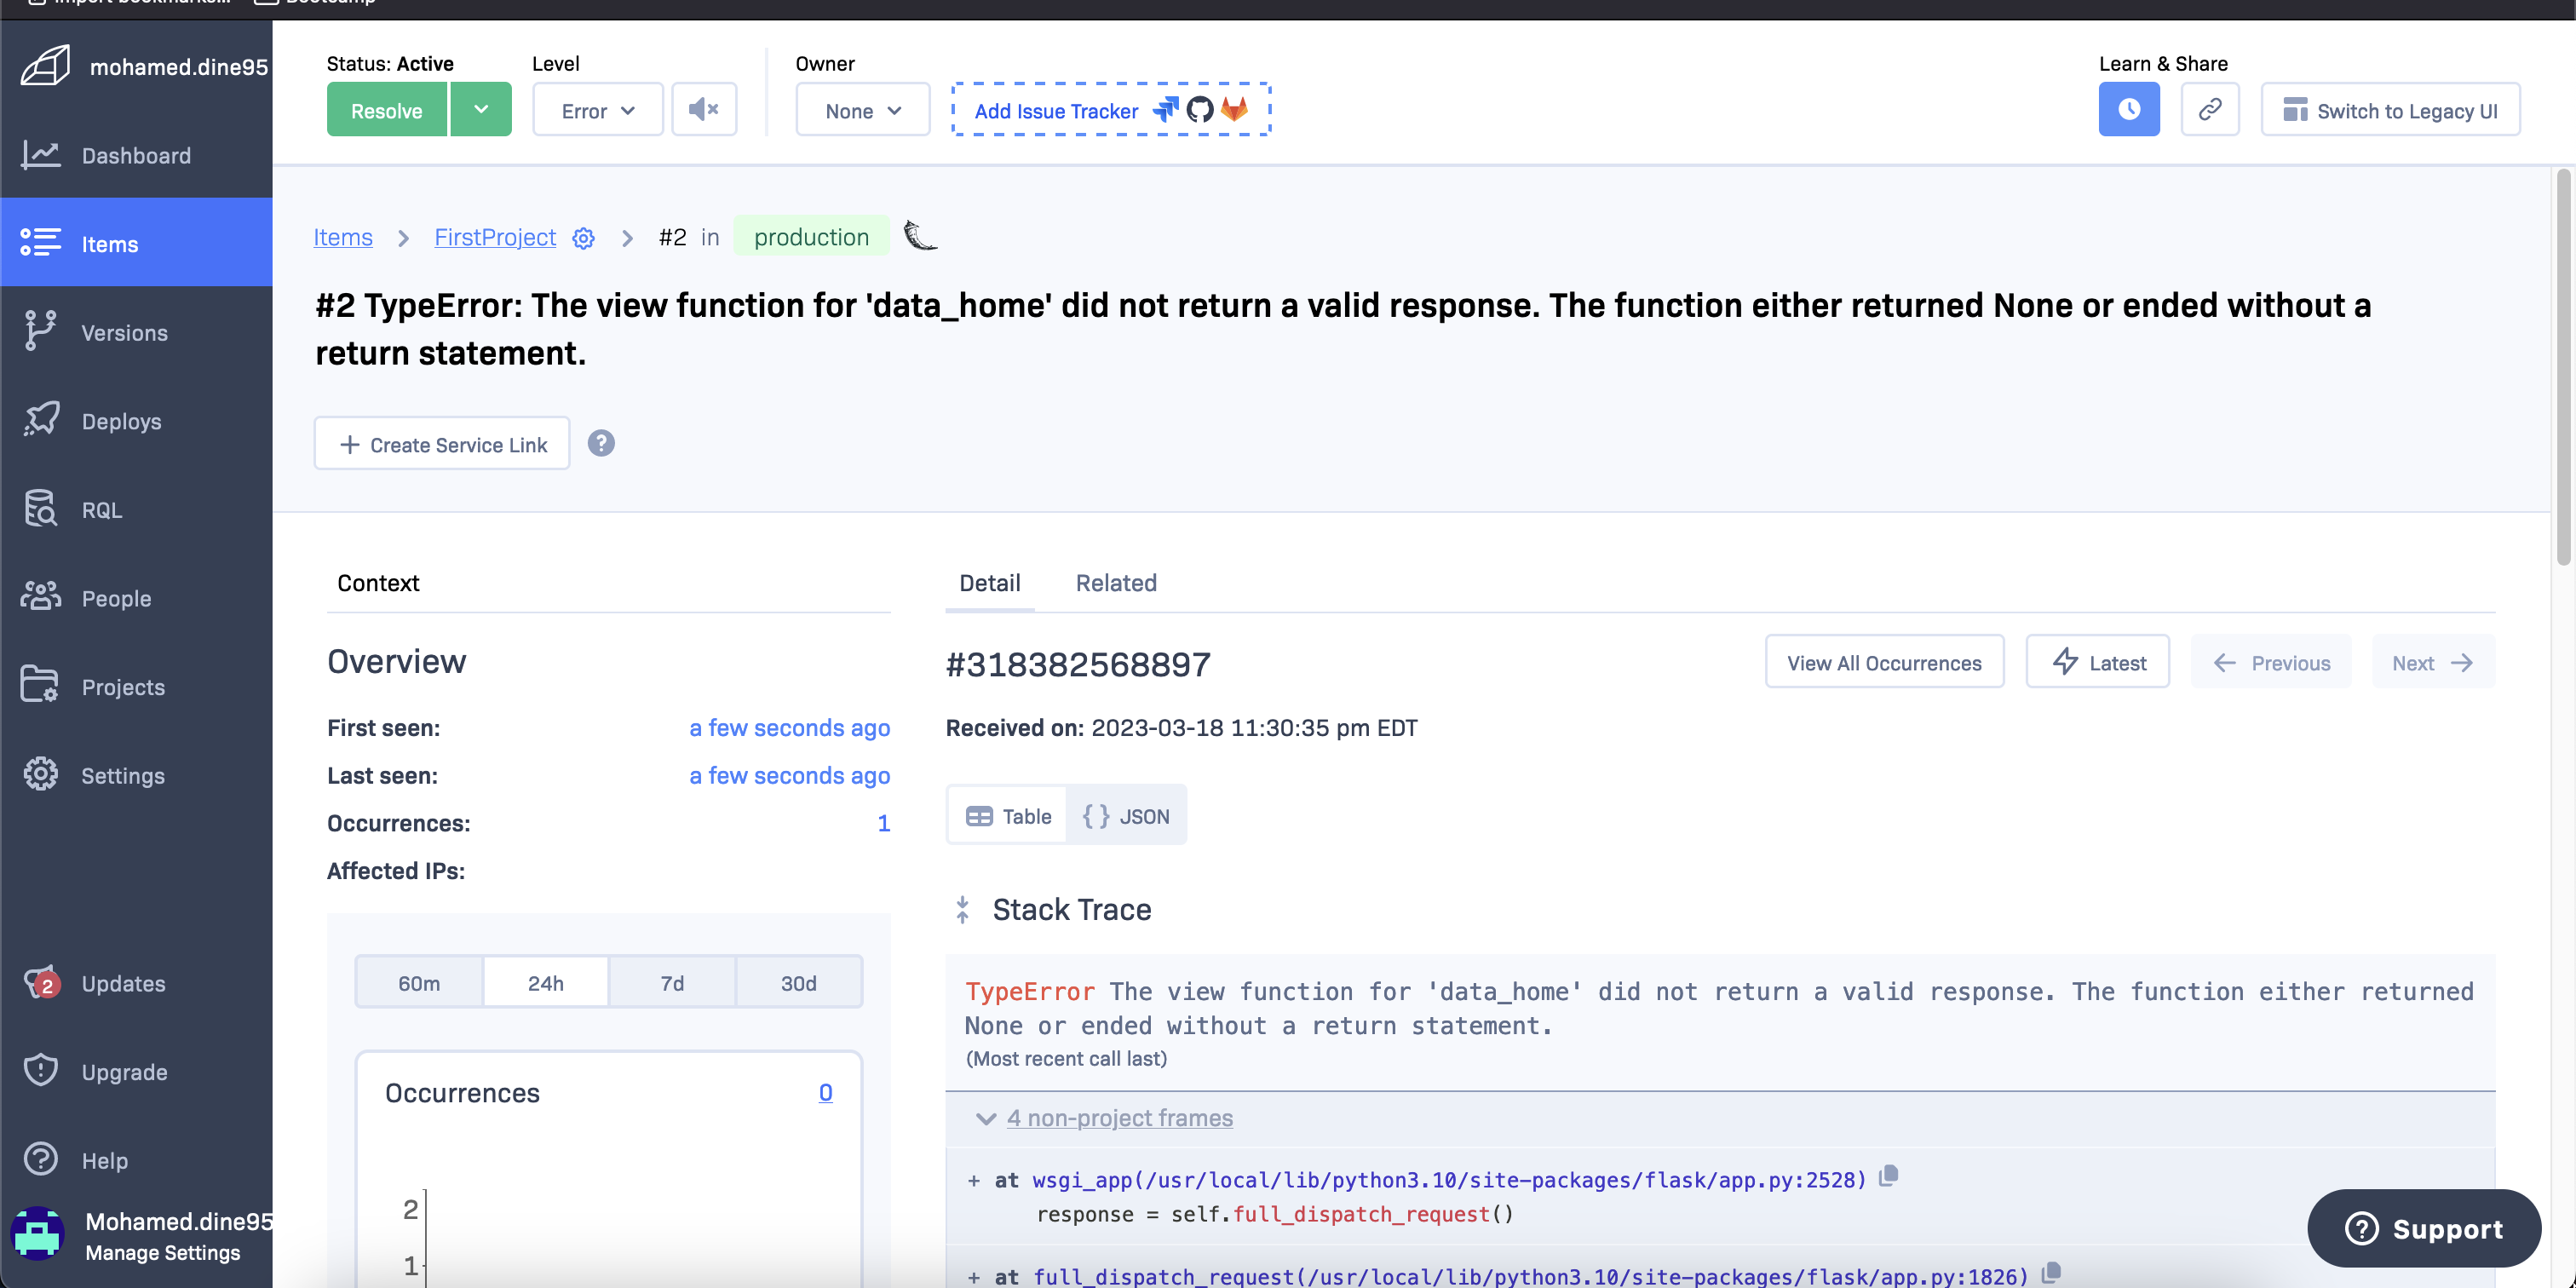 Import bookmarks... Bootcamp
mohamed.dine95
Dashboard
Items
Versions
Deploys
RQL
People
Projects
Settings
2 Updates
Upgrade
Help
Mohamed.dine95
Manage Settings
Status: Active
Resolve
Level
Error
Owner
None
Add Issue Tracker
Learn & Share
Switch to Legacy UI
Items > FirstProject > #2 in production
#2 TypeError: The view function for 'data_home' did not return a valid response. The function either returned None or ended without a
return statement.
+ Create Service Link ?
Context
Overview
First seen: a few seconds ago
Last seen: a few seconds ago
Occurrences: 1
Affected IPs:
60m 24h 7d 30d
Occurrences 0
2
1
Detail Related
#318382568897
View All Occurrences Latest ← Previous Next →
Received on: 2023-03-18 11:30:35 pm EDT
Table { } JSON
Stack Trace
TypeError The view function for 'data_home' did not return a valid response. The function either returned
None or ended without a return statement.
(Most recent call last)
4 non-project frames
+ at wsgi_app(/usr/local/lib/python3.10/site-packages/flask/app.py:2528)
response = self.full_dispatch_request()
+ at full_dispatch_request(/usr/local/lib/python3.10/site-packages/flask/app.py:1826)
? Support